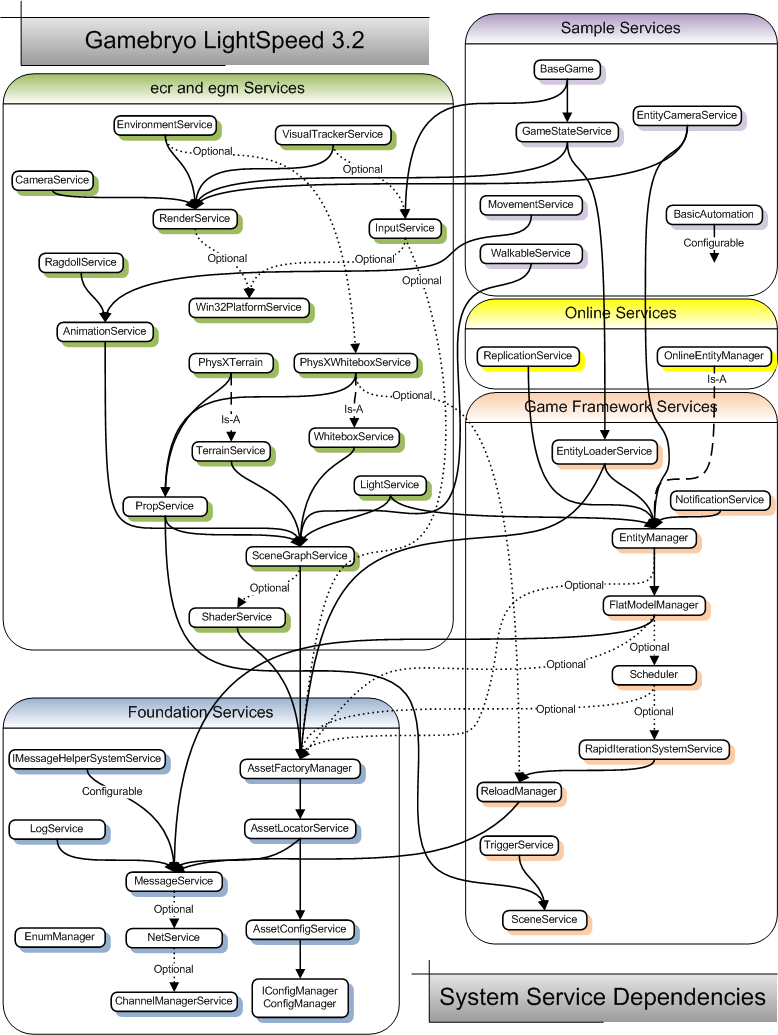 Gamebryo LightSpeed 3.2
Sample Services
BaseGame
GameStateService
EntityCameraService
MovementService
WalkableService
BasicAutomation
Configurable
ecr and egm Services
EnvironmentService
VisualTrackerService
Optional
Optional
CameraService
RenderService
InputService
Optional
Optional
Optional
RagdollService
Win32PlatformService
AnimationService
PhysXTerrain
PhysXWhiteboxService
Optional
Is-A
Is-A
TerrainService
WhiteboxService
LightService
PropService
SceneGraphService
Optional
ShaderService
Online Services
ReplicationService
OnlineEntityManager
Is-A
Game Framework Services
EntityLoaderService
NotificationService
EntityManager
Optional
FlatModelManager
Optional
Optional
Scheduler
Optional
Optional
RapidIterationSystemService
ReloadManager
TriggerService
SceneService
Foundation Services
IMessageHelperSystemService
Configurable
AssetFactoryManager
LogService
AssetLocatorService
MessageService
Optional
EnumManager
NetService
AssetConfigService
Optional
ChannelManagerService
IConfigManager
ConfigManager
System Service Dependencies